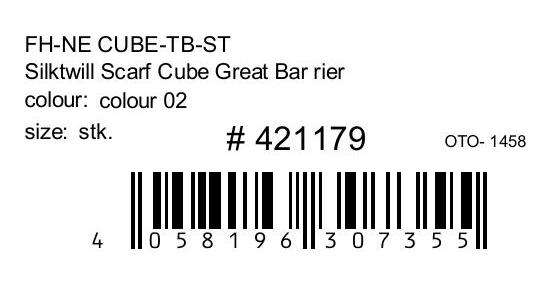 FH-NE CUBE-TB-ST
Silktwill Scarf Cube Great Bar rier
colour: colour 02
size: stk.
# 421179
OTO- 1458
4 058196 307355